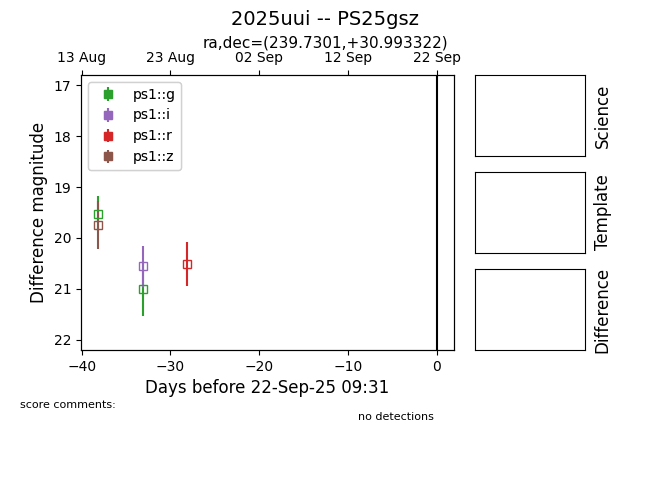 2025uui -- PS25gsz
ra,dec=(239.7301,+30.993322)
13 Aug 23 Aug 02 Sep 12 Sep 22 Sep
17
18
19
20
21
22
Difference magnitude
ps1::g
ps1::i
ps1::r
ps1::z
−40 −30 −20 −10 0
Days before 22-Sep-25 09:31
Science
Template
Difference
score comments:
no detections